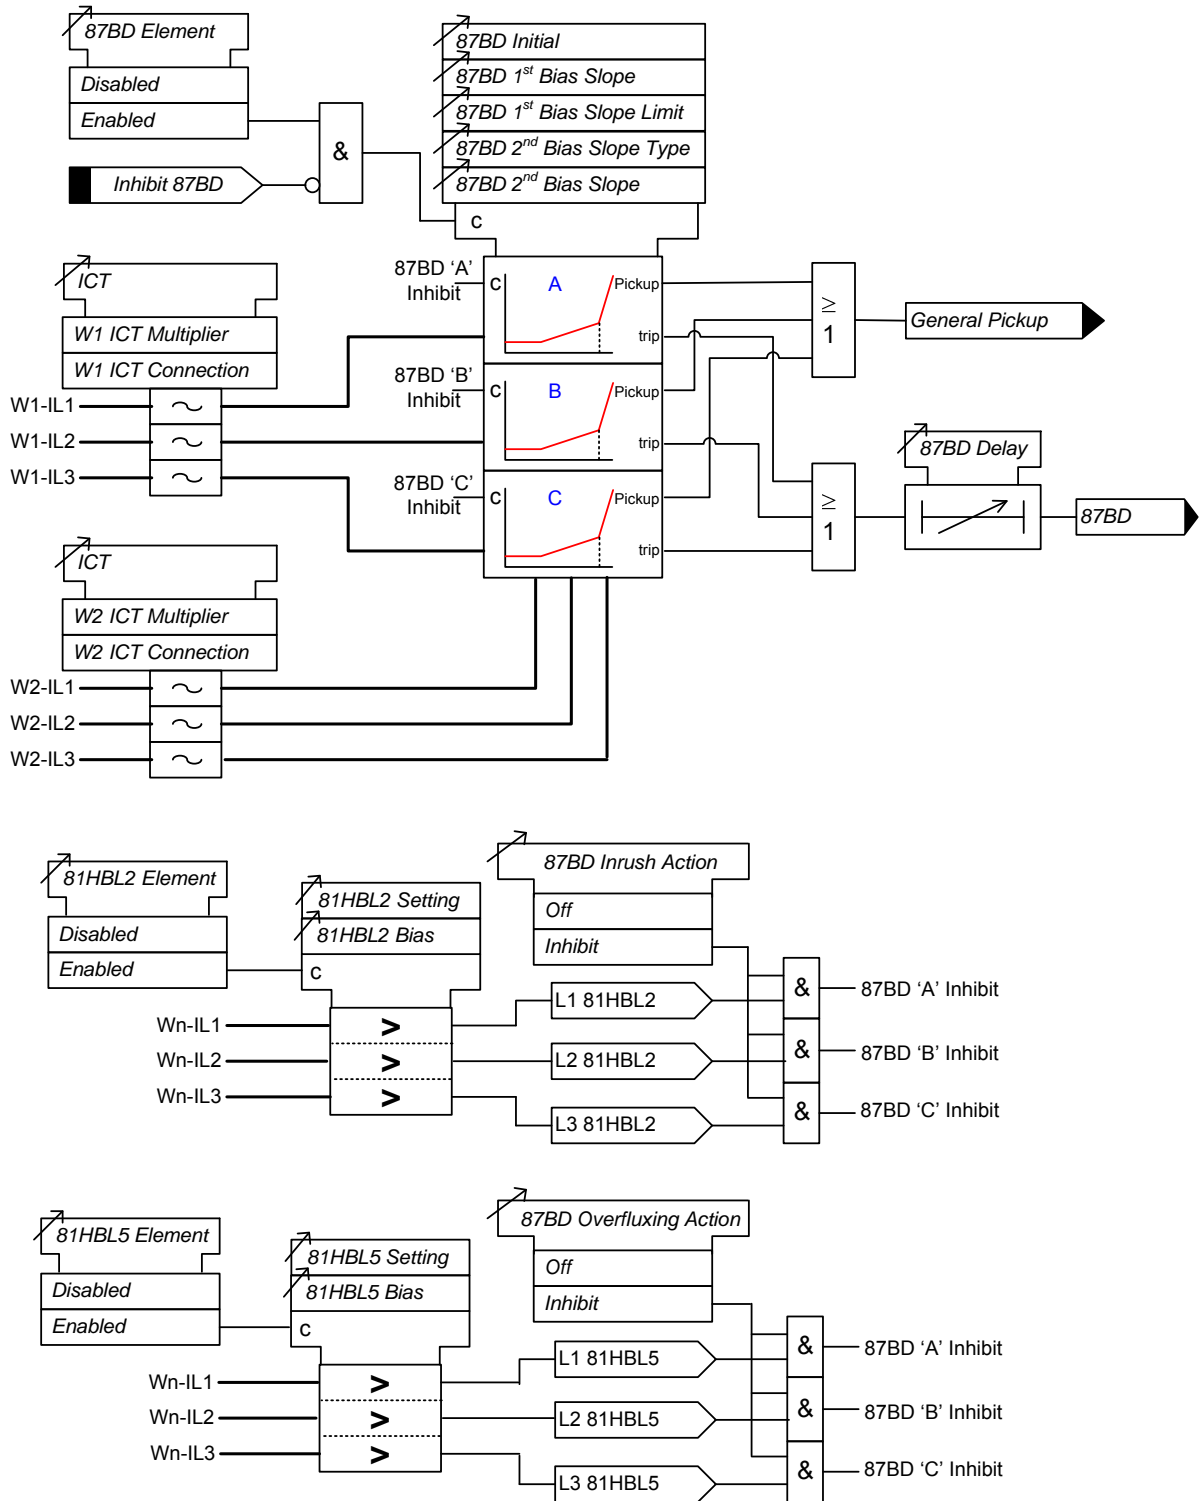 87BD Element
Disabled
Enabled
Inhibit 87BD
&
87BD Initial
87BD 1st Bias Slope
87BD 1st Bias Slope Limit
87BD 2nd Bias Slope Type
87BD 2nd Bias Slope
c
ICT
W1 ICT Multiplier
W1 ICT Connection
W1-IL1
W1-IL2
W1-IL3
87BD ‘A’
Inhibit
C
A
Pickup
trip
87BD ‘B’
Inhibit
C
B
Pickup
trip
87BD ‘C’
Inhibit
C
C
Pickup
trip
≥
1
General Pickup
≥
1
87BD Delay
87BD
ICT
W2 ICT Multiplier
W2 ICT Connection
W2-IL1
W2-IL2
W2-IL3
81HBL2 Element
Disabled
Enabled
81HBL2 Setting
81HBL2 Bias
c
Wn-IL1
Wn-IL2
Wn-IL3
>
>
>
87BD Inrush Action
Off
Inhibit
L1 81HBL2
L2 81HBL2
L3 81HBL2
&
&
&
87BD ‘A’ Inhibit
87BD ‘B’ Inhibit
87BD ‘C’ Inhibit
81HBL5 Element
Disabled
Enabled
81HBL5 Setting
81HBL5 Bias
c
Wn-IL1
Wn-IL2
Wn-IL3
>
>
>
87BD Overfluxing Action
Off
Inhibit
L1 81HBL5
L2 81HBL5
L3 81HBL5
&
&
&
87BD ‘A’ Inhibit
87BD ‘B’ Inhibit
87BD ‘C’ Inhibit